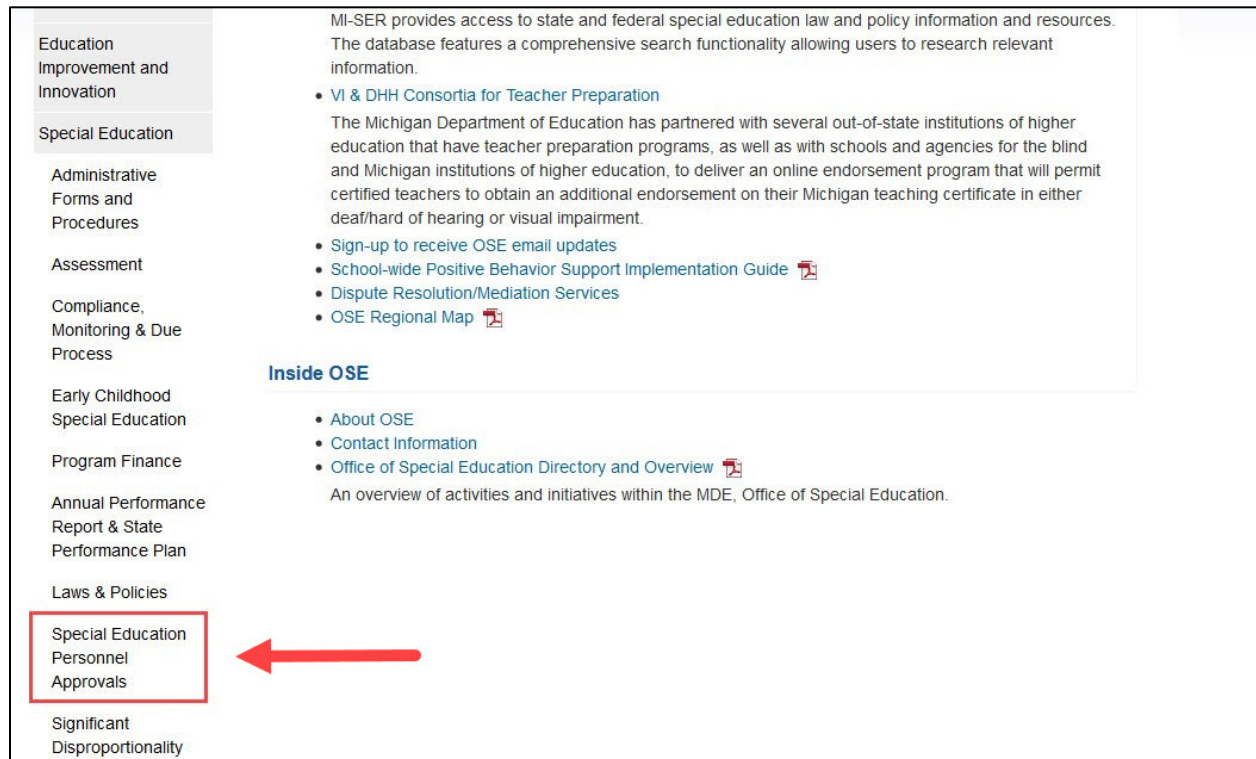 Education
Improvement and
Innovation
Special Education
Administrative
Forms and
Procedures
Assessment
Compliance,
Monitoring & Due
Process
Early Childhood
Special Education
Program Finance
Annual Performance
Report & State
Performance Plan
Laws & Policies
Special Education
Personnel
Approvals
Significant
Disproportionality
MI-SER provides access to state and federal special education law and policy information and resources.
The database features a comprehensive search functionality allowing users to research relevant
information.
• VI & DHH Consortia for Teacher Preparation
The Michigan Department of Education has partnered with several out-of-state institutions of higher
education that have teacher preparation programs, as well as with schools and agencies for the blind
and Michigan institutions of higher education, to deliver an online endorsement program that will permit
certified teachers to obtain an additional endorsement on their Michigan teaching certificate in either
deaf/hard of hearing or visual impairment.
• Sign-up to receive OSE email updates
• School-wide Positive Behavior Support Implementation Guide
• Dispute Resolution/Mediation Services
• OSE Regional Map
Inside OSE
• About OSE
• Contact Information
• Office of Special Education Directory and Overview
An overview of activities and initiatives within the MDE, Office of Special Education.